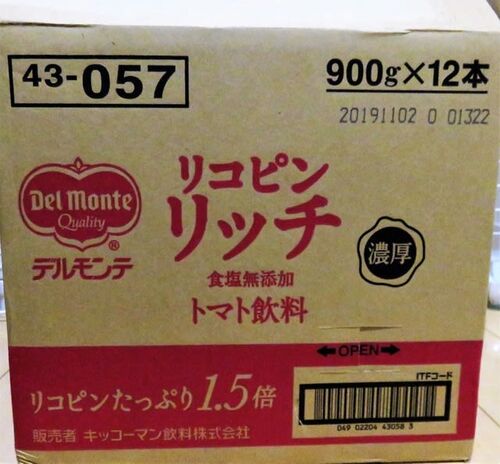 43-057
900g×12本
20191102 0 01322
Del Monte
Quality
®
デルモンテ
リコピン
リッチ
濃厚
食塩無添加
トマト飲料
OPEN
ITFコード
リコピンたっぷり1.5倍
販売者 キッコーマン飲料株式会社
049 02204 43058 3